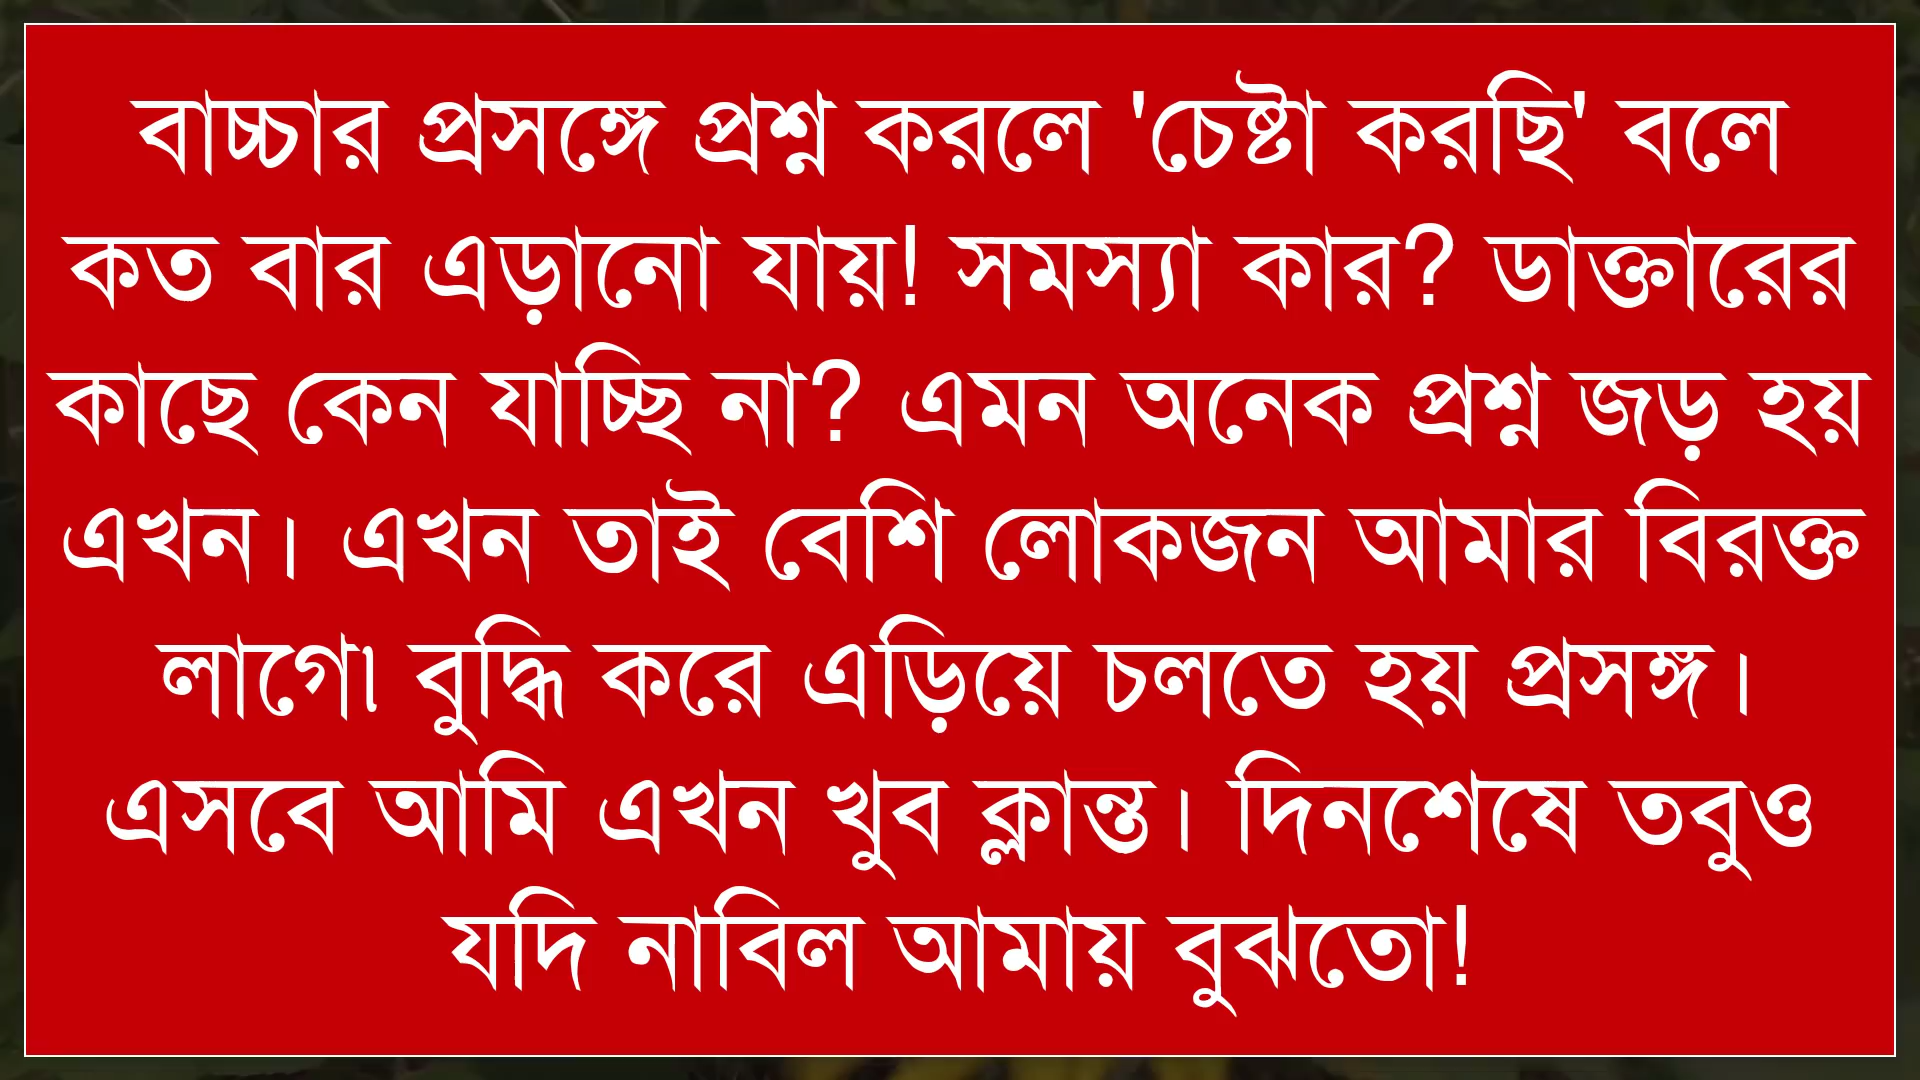 বাচ্চার প্রসঙ্গে প্রশ্ন করলে 'চেষ্টা করছি' বলে
কত বার এড়ানো যায়! সমস্যা কার? ডাক্তারের
কাছে কেন যাচ্ছি না? এমন অনেক প্রশ্ন জড় হয়
এখন। এখন তাই বেশি লোকজন আমার বিরক্ত
লাগে৷ বুদ্ধি করে এড়িয়ে চলতে হয় প্রসঙ্গ।
এসবে আমি এখন খুব ক্লান্ত। দিনশেষে তবুও
যদি নাবিল আমায় বুঝতো!